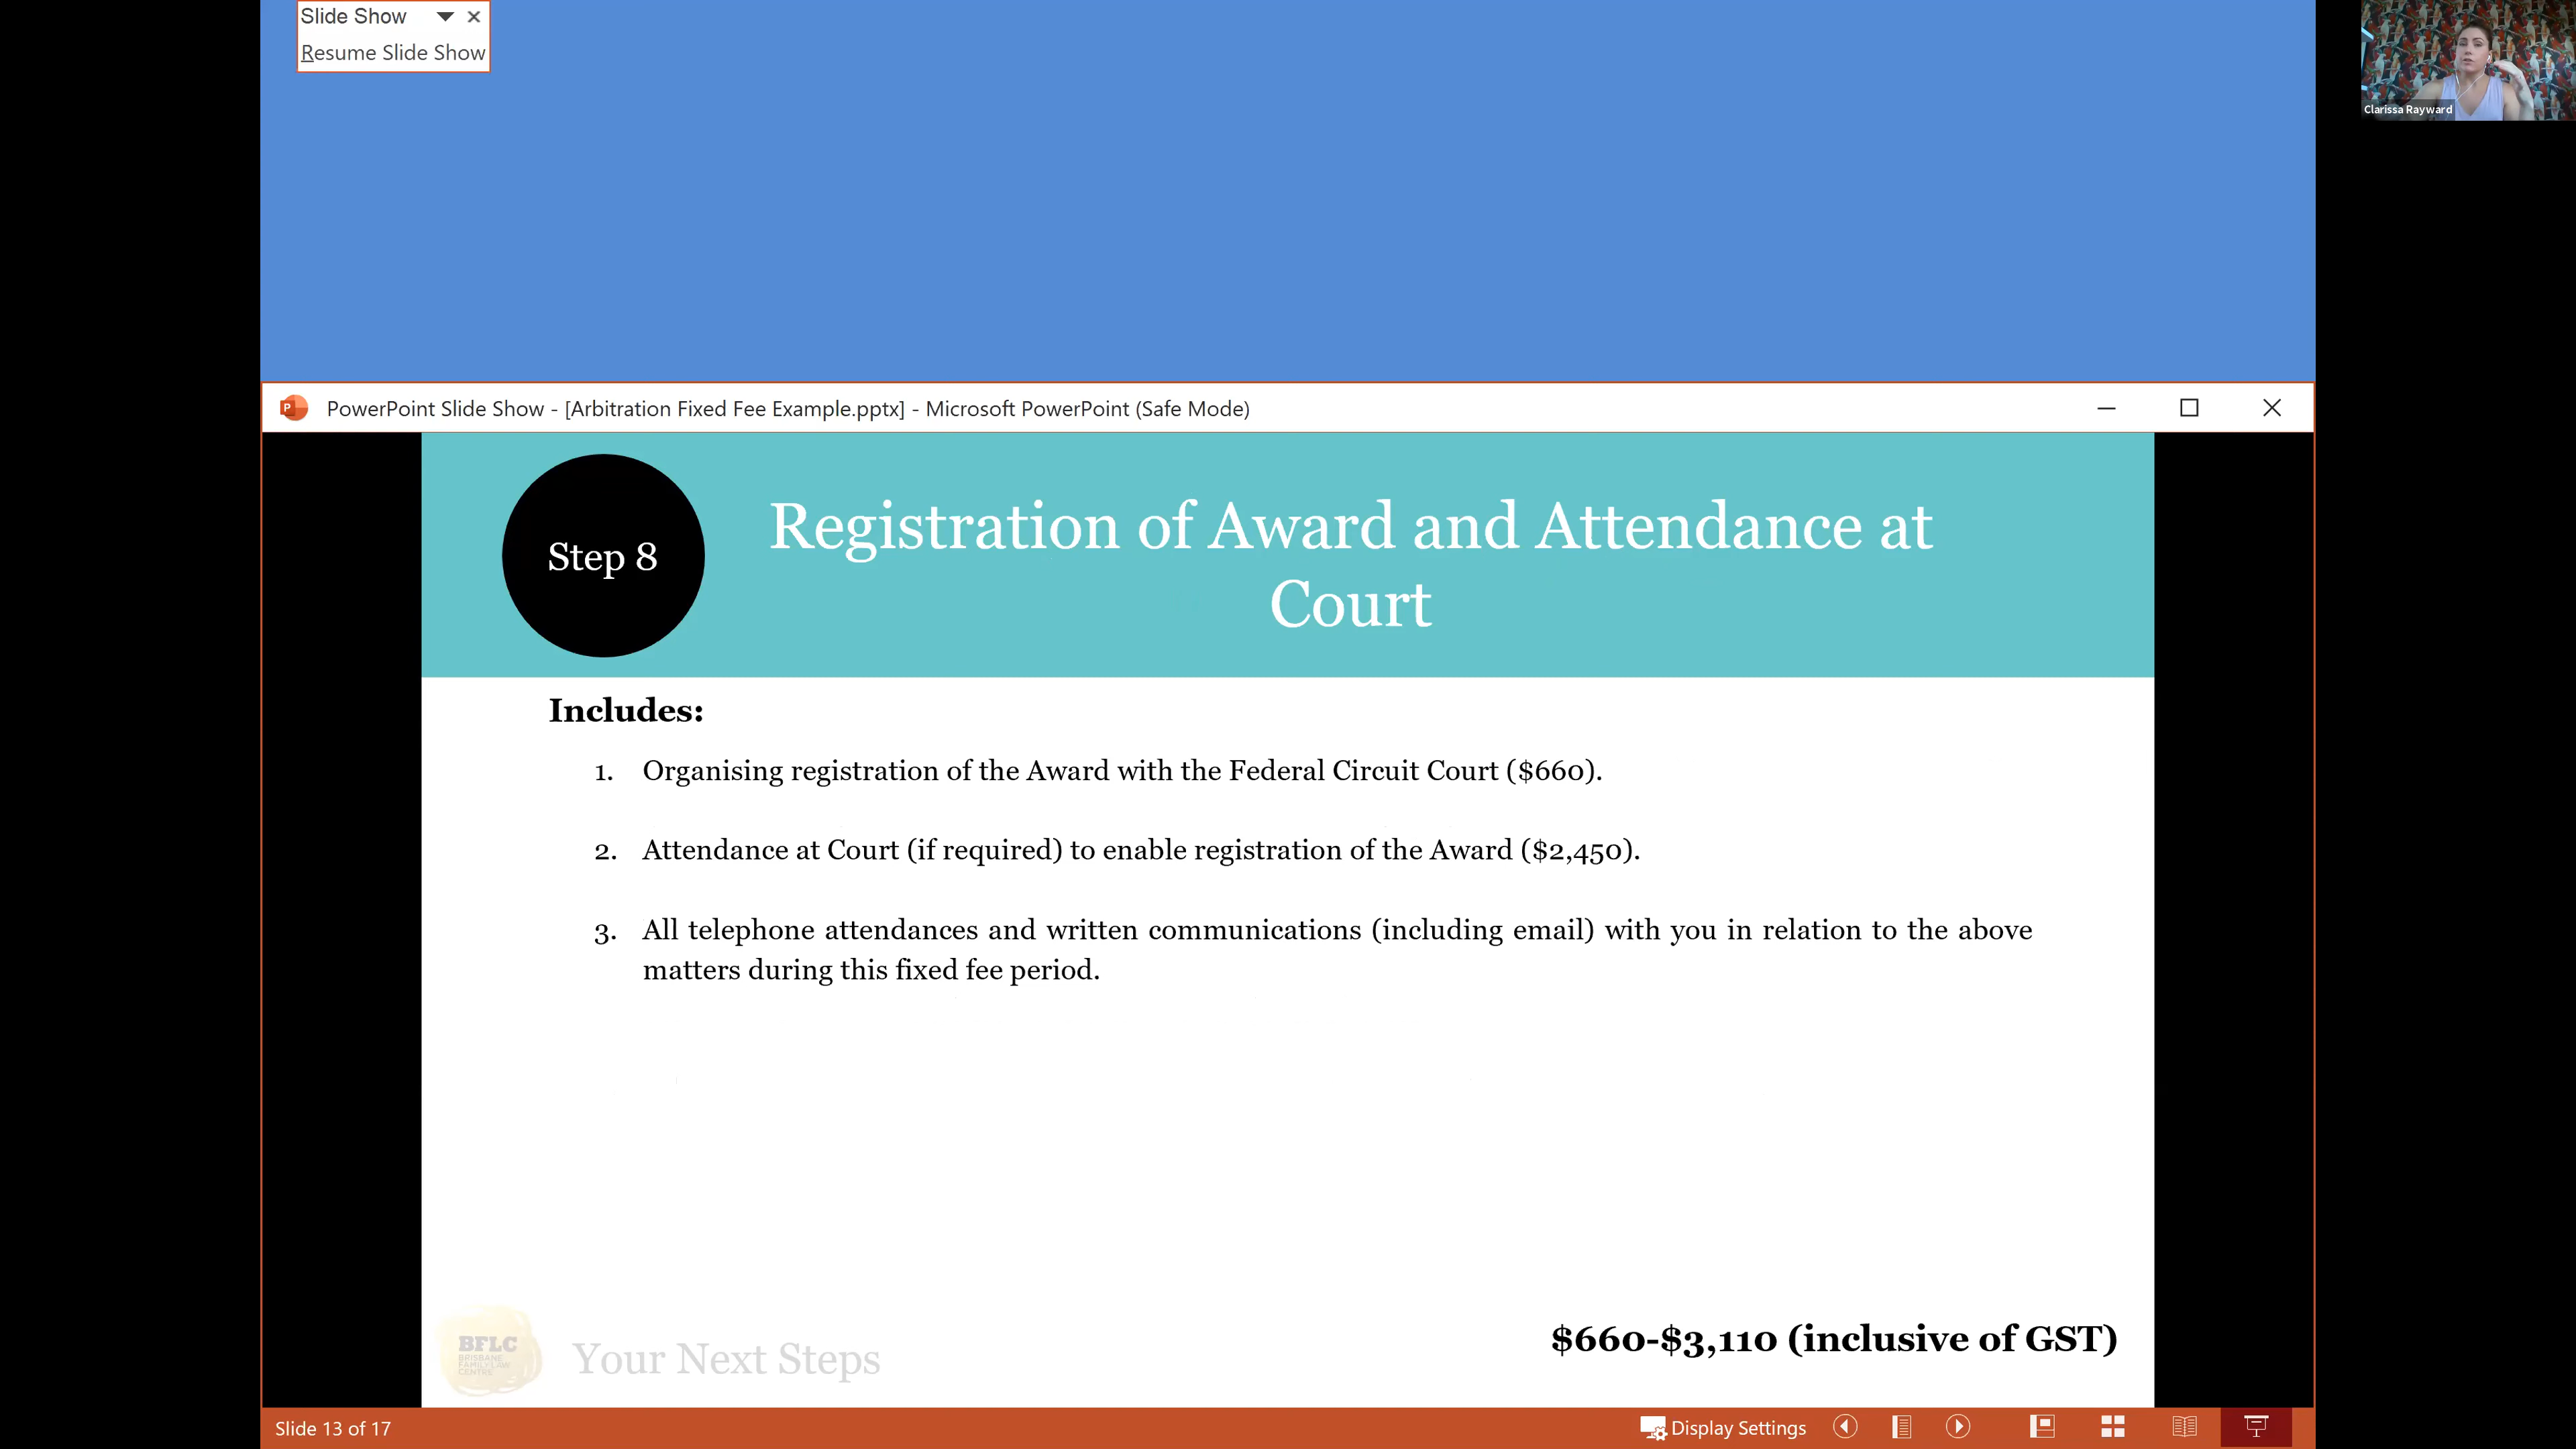 Slide Show
Resume Slide Show
Clarissa Rayward
PowerPoint Slide Show - [Arbitration Fixed Fee Example.pptx] - Microsoft PowerPoint (Safe Mode)
Step 8
Registration of Award and Attendance at
Court
Includes:
1. Organising registration of the Award with the Federal Circuit Court ($660).
2. Attendance at Court (if required) to enable registration of the Award ($2,450).
3. All telephone attendances and written communications (including email) with you in relation to the above
matters during this fixed fee period.
BFLC
BRISBANE
FAMILY LAW
CENTRE
Your Next Steps
$660-$3,110 (inclusive of GST)
Slide 13 of 17
Display Settings